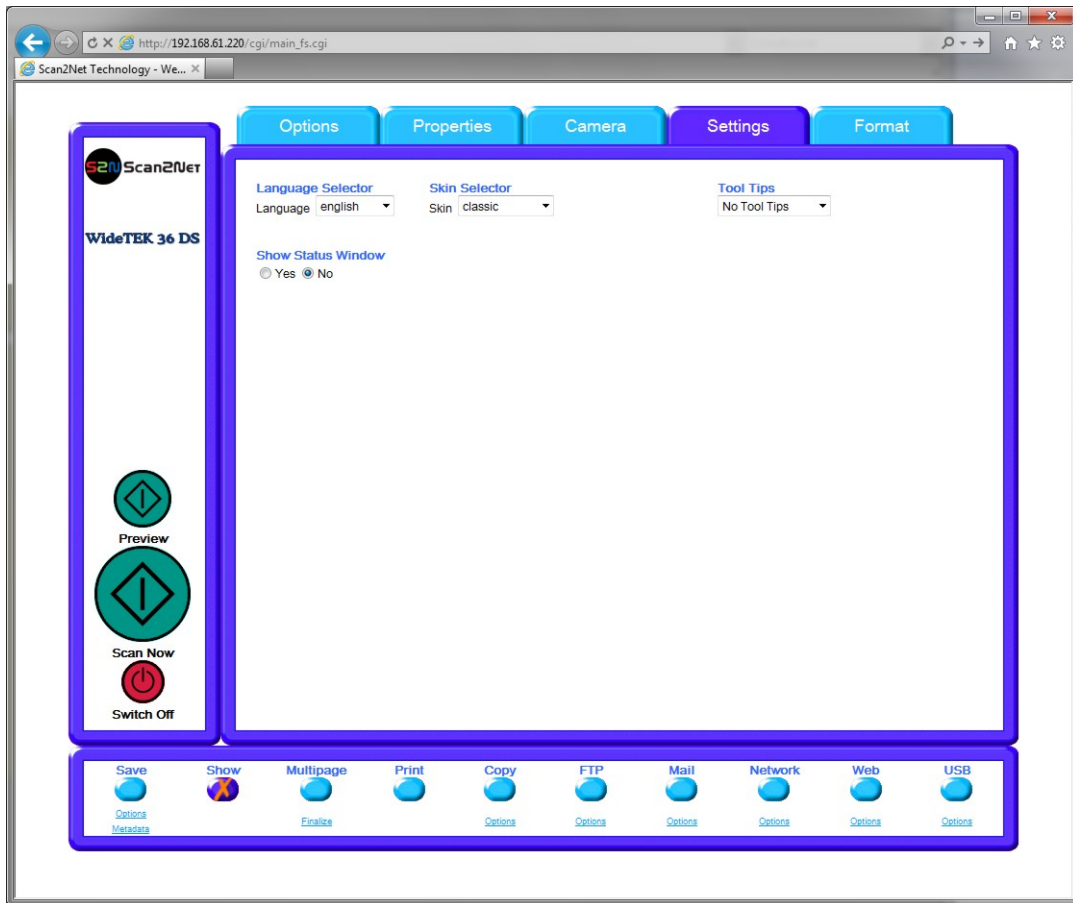 http://192.168.61.220/cgi/main_fs.cgi
Scan2Net Technology - We...
Options Properties Camera Settings Format
S2N Scan2Net
WideTEK 36 DS
Language Selector Skin Selector Tool Tips
Language english Skin classic No Tool Tips
Show Status Window
Yes No
Preview
Scan Now
Switch Off
Save Show Multipage Print Copy FTP Mail Network Web USB
Options Finalize Options Options Options Options Options Options
Metadata